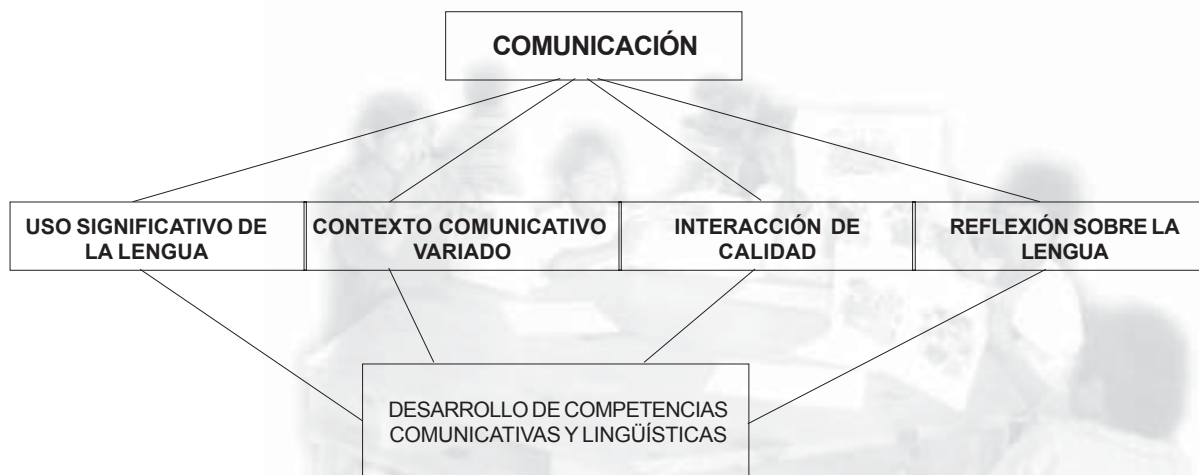 COMUNICACIÓN
USO SIGNIFICATIVO DE
LA LENGUA
CONTEXTO COMUNICATIVO
VARIADO
INTERACCIÓN DE
CALIDAD
REFLEXIÓN SOBRE LA
LENGUA
DESARROLLO DE COMPETENCIAS
COMUNICATIVAS Y LINGÜÍSTICAS